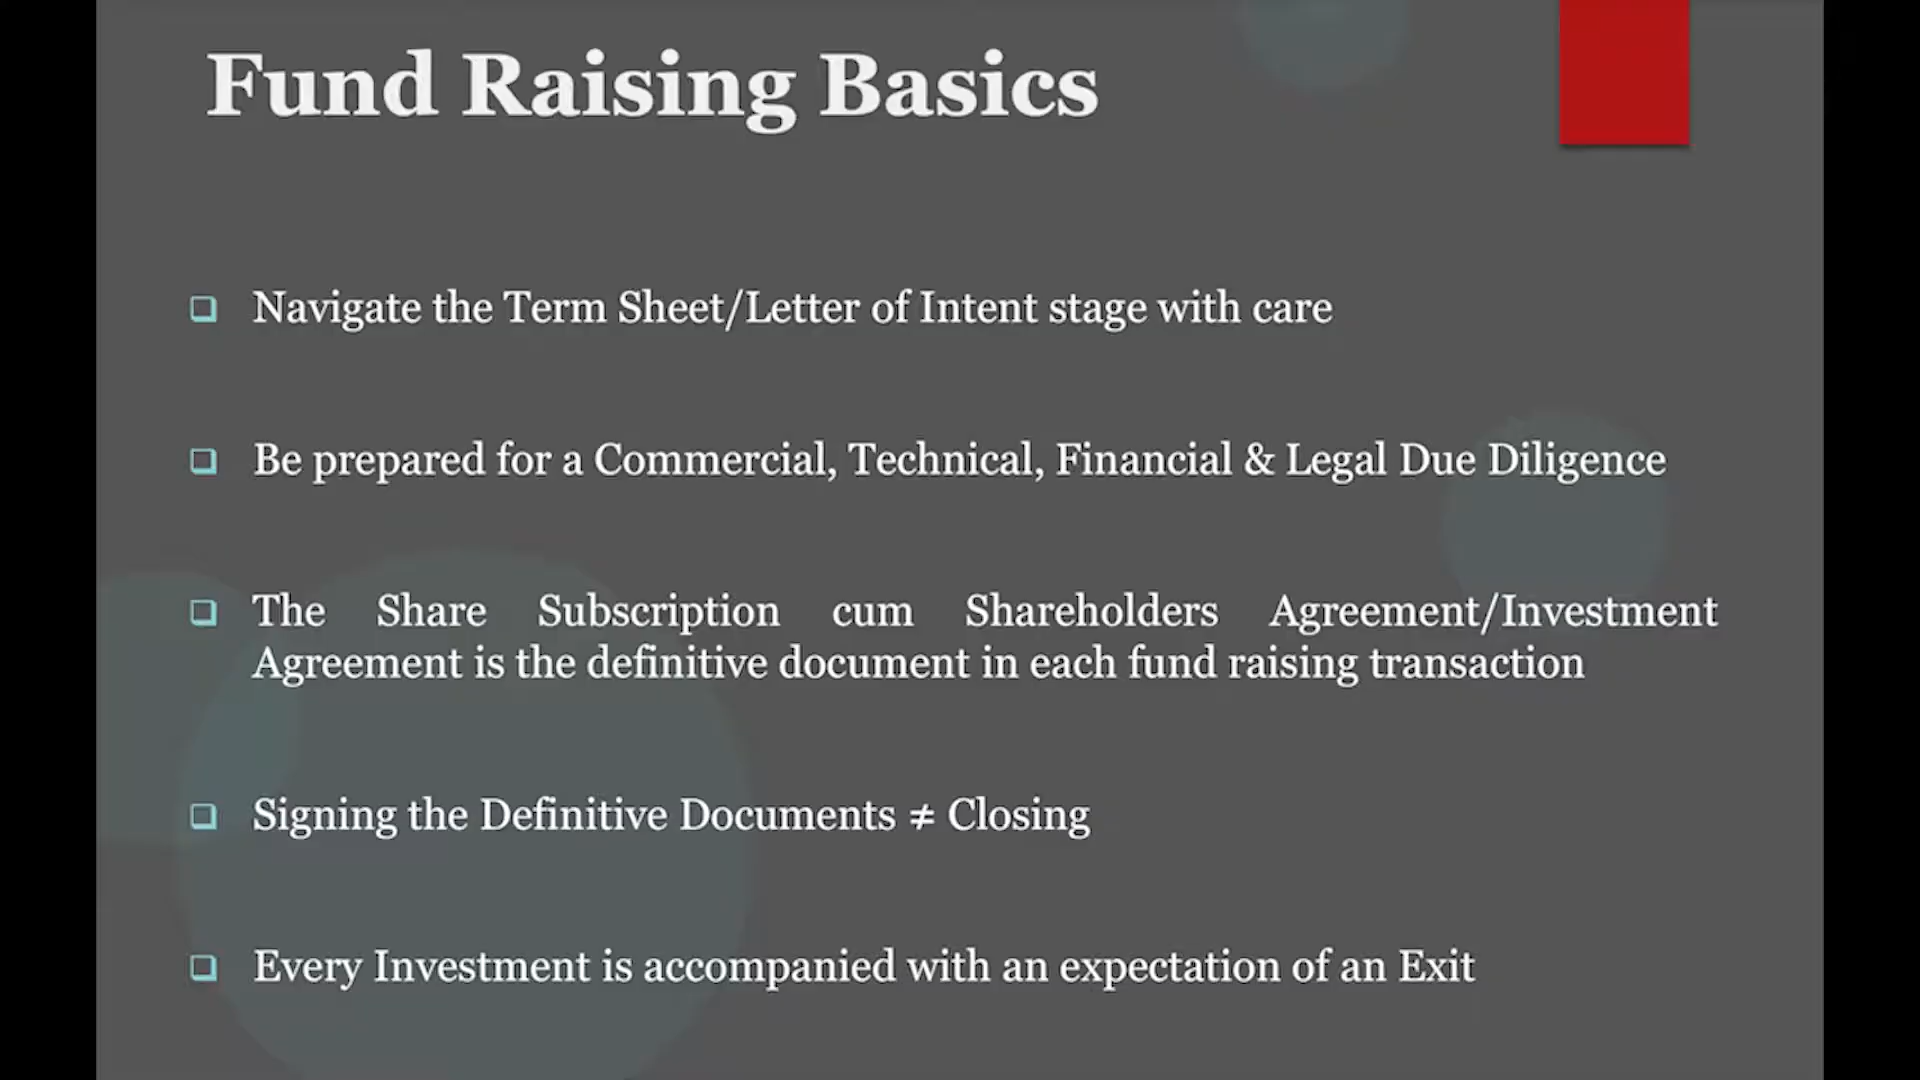 Fund Raising Basics
Navigate the Term Sheet/Letter of Intent stage with care
Be prepared for a Commercial, Technical, Financial & Legal Due Diligence
The Share Subscription cum Shareholders Agreement/Investment
Agreement is the definitive document in each fund raising transaction
Signing the Definitive Documents ≠ Closing
Every Investment is accompanied with an expectation of an Exit